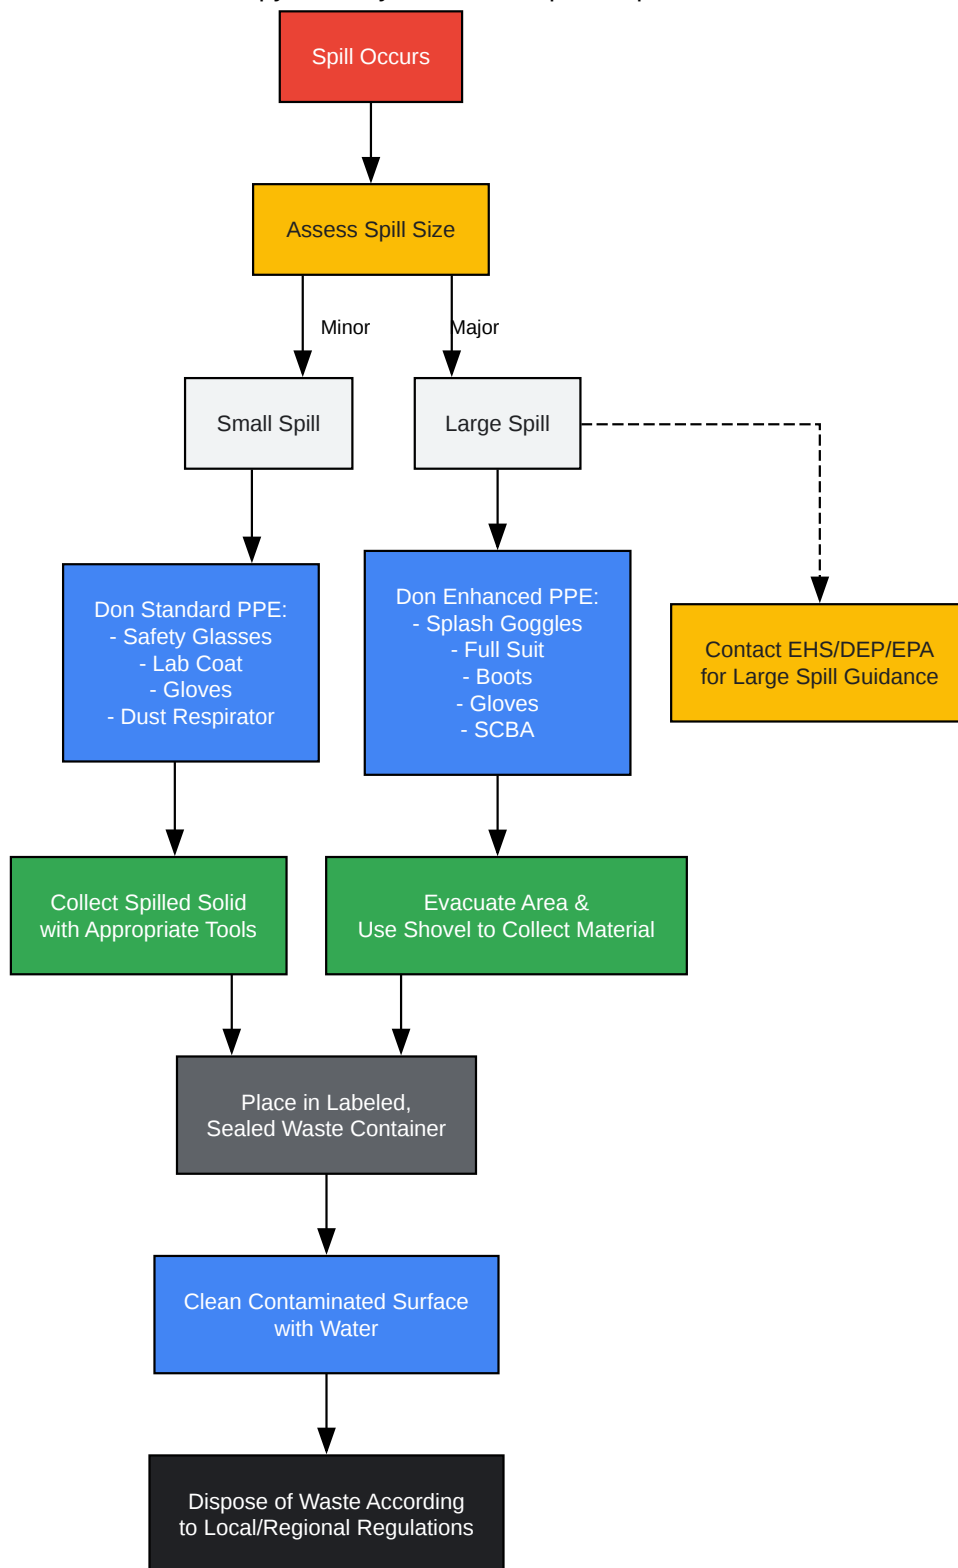 Spill Occurs
Assess Spill Size
Minor
Major
Small Spill
Large Spill
Don Standard PPE:
- Safety Glasses
- Lab Coat
- Gloves
- Dust Respirator
Don Enhanced PPE:
- Splash Goggles
- Full Suit
- Boots
- Gloves
- SCBA
Contact EHS/DEP/EPA
for Large Spill Guidance
Collect Spilled Solid
with Appropriate Tools
Evacuate Area &
Use Shovel to Collect Material
Place in Labeled,
Sealed Waste Container
Clean Contaminated Surface
with Water
Dispose of Waste According
to Local/Regional Regulations